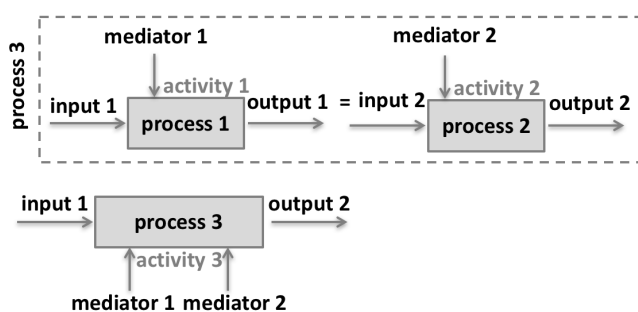 process 3
mediator 1
mediator 2
activity 1
activity 2
input 1
process 1
output 1 = input 2
process 2
output 2
input 1
process 3
output 2
activity 3
mediator 1 mediator 2